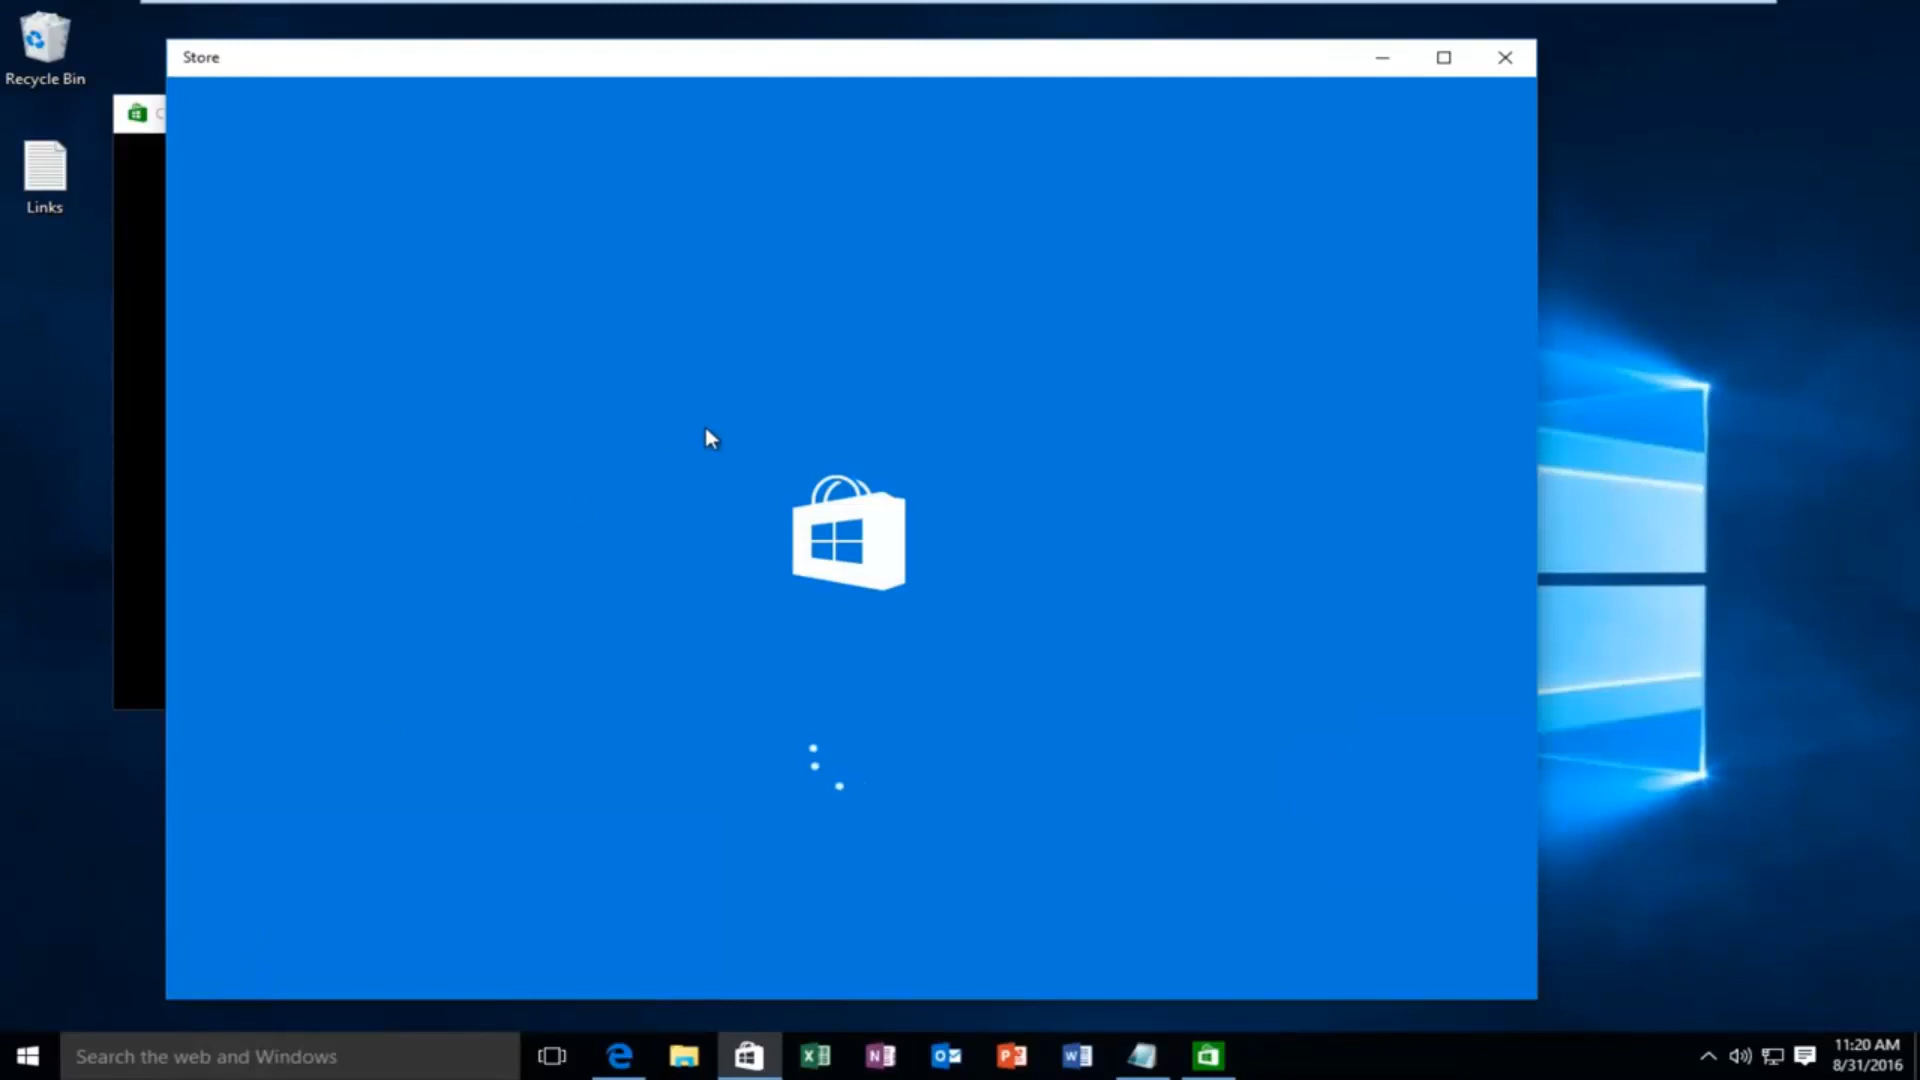 Store
Recycle Bin
Links
Search the web and Windows
11:20 AM
8/31/2016